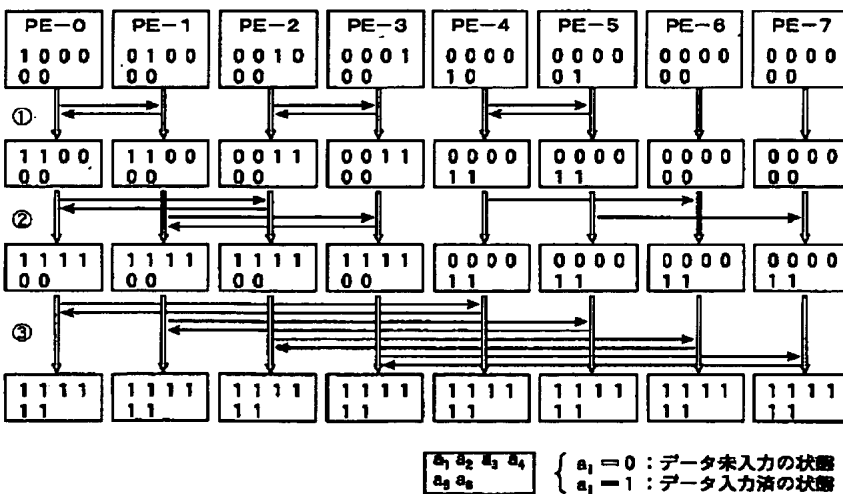 PE-0 PE-1 PE-2 PE-3 PE-4 PE-5 PE-6 PE-7
1 0 0 0 0 1 0 0 0 0 1 0 0 0 0 1 0 0 0 0 0 0 0 0 0 0 0 0 0 0 0 0
0 0 0 0 0 0 0 0 1 0 0 1 0 0 0 0
①
1 1 0 0 1 1 0 0 0 0 1 1 0 0 1 1 0 0 0 0 0 0 0 0 0 0 0 0 0 0 0 0
0 0 0 0 0 0 0 0 1 1 1 1 0 0 0 0
②
1 1 1 1 1 1 1 1 1 1 1 1 1 1 1 1 0 0 0 0 0 0 0 0 0 0 0 0 0 0 0 0
0 0 0 0 0 0 0 0 1 1 1 1 1 1 1 1
③
1 1 1 1 1 1 1 1 1 1 1 1 1 1 1 1 1 1 1 1 1 1 1 1 1 1 1 1 1 1 1 1
1 1 1 1 1 1 1 1 1 1 1 1 1 1 1 1
a₁ a₂ a₃ a₄ { aᵢ = 0 : データ未入力の状態
a₅ a₆ aᵢ = 1 : データ入力済の状態